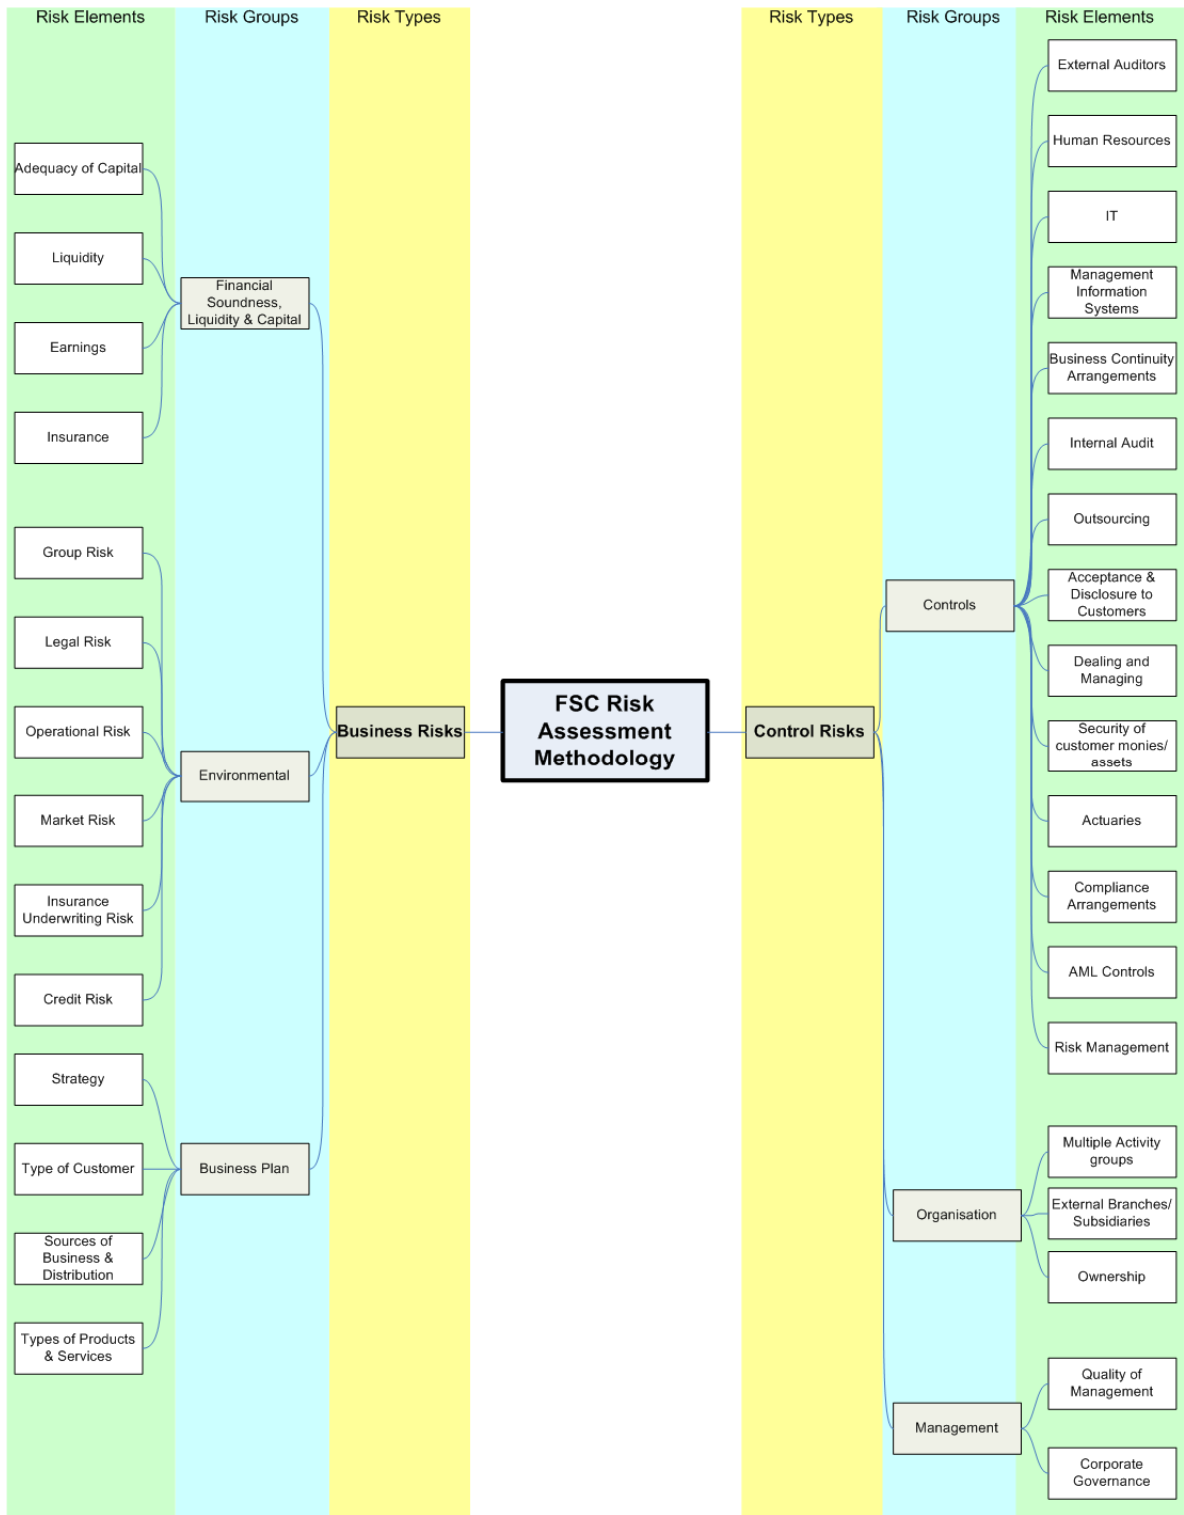 Risk Elements
Risk Groups
Risk Types
Risk Types
Risk Groups
Risk Elements
Adequacy of Capital
Liquidity
Earnings
Insurance
Financial
Soundness,
Liquidity & Capital
Group Risk
Legal Risk
Operational Risk
Market Risk
Insurance
Underwriting Risk
Credit Risk
Environmental
Strategy
Type of Customer
Sources of
Business &
Distribution
Types of Products
& Services
Business Plan
Business Risks
FSC Risk
Assessment
Methodology
Control Risks
Controls
External Auditors
Human Resources
IT
Management
Information
Systems
Business Continuity
Arrangements
Internal Audit
Outsourcing
Acceptance &
Disclosure to
Customers
Dealing and
Managing
Security of
customer monies/
assets
Actuaries
Compliance
Arrangements
AML Controls
Risk Management
Organisation
Multiple Activity
groups
External Branches/
Subsidiaries
Ownership
Management
Quality of
Management
Corporate
Governance